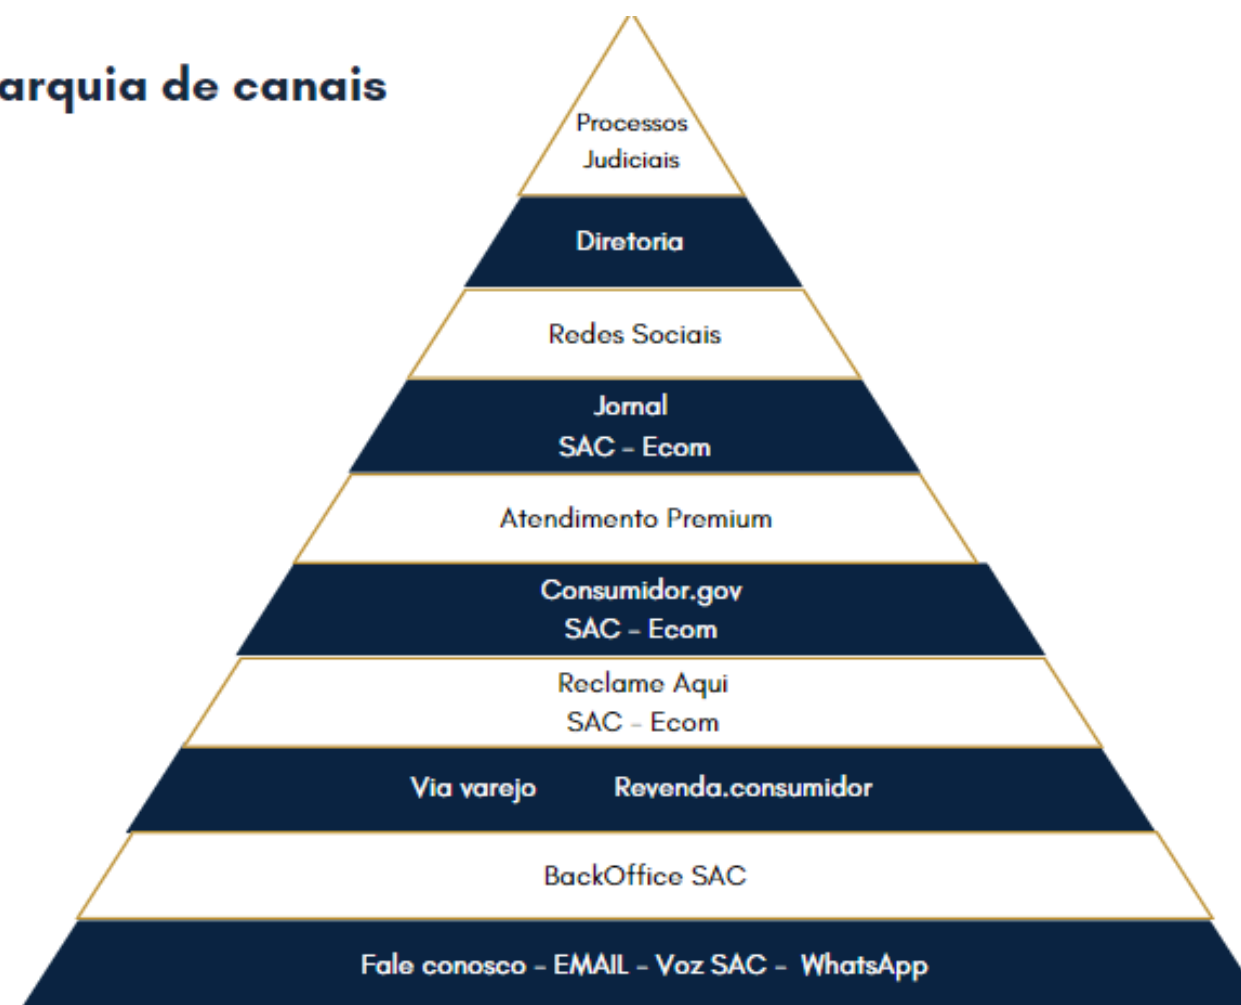 arquia de canais
Processos
Judiciais
Diretoria
Redes Sociais
Jornal
SAC - Ecom
Atendimento Premium
Consumidor.gov
SAC - Ecom
Reclame Aqui
SAC - Ecom
Via varejo Revenda.consumidor
BackOffice SAC
Fale conosco - EMAIL - Voz SAC - WhatsApp